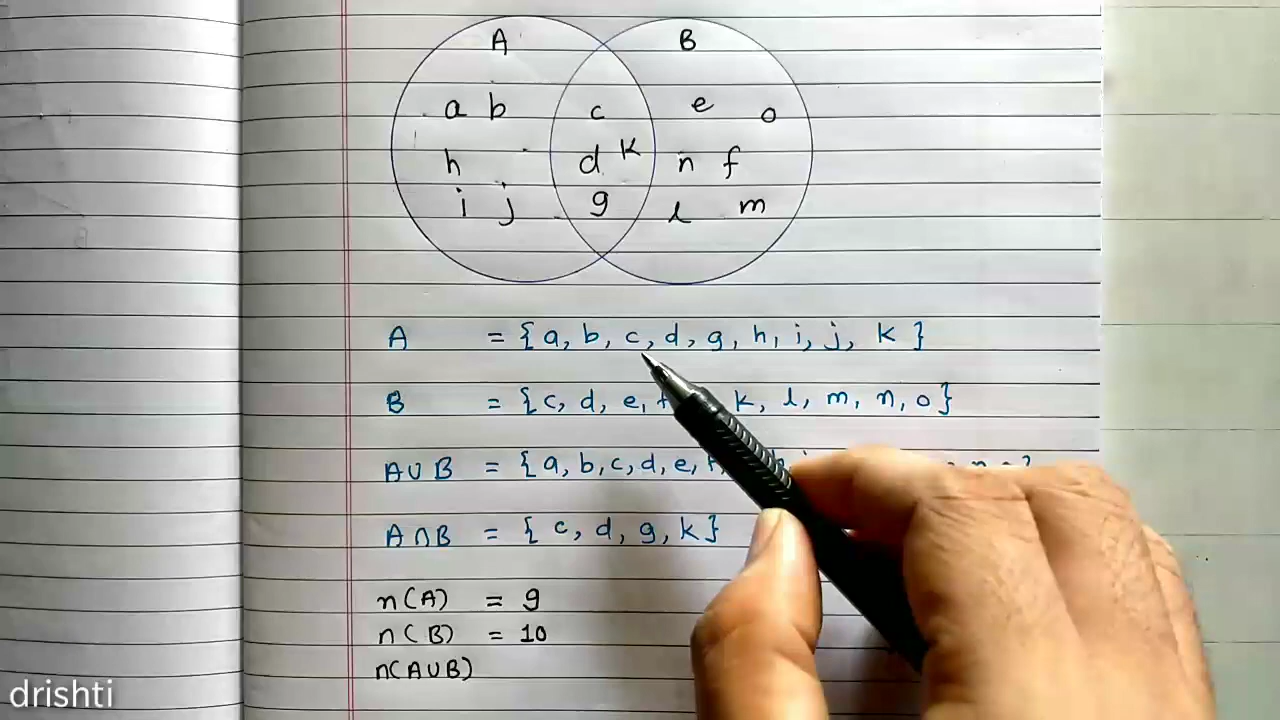 A B
a b c e o
h d k n f
i j g l m
A = {a, b, c, d, g, h, i, j, k }
B = {c, d, e, k, l, m, n, o}
A∪B = {a, b, c, d, e,
A∩B = { c, d, g, k}
n(A) = 9
n(B) = 10
n(A∪B)
drishti